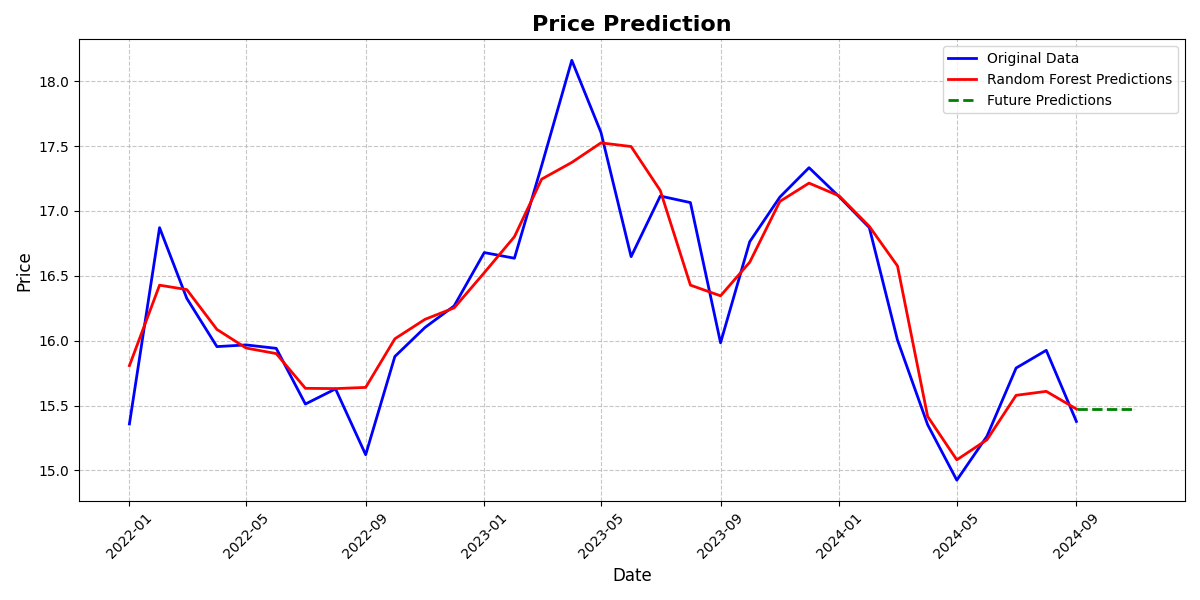 Price Prediction
Original Data
Random Forest Predictions
Future Predictions
Price
18.0
17.5
17.0
16.5
16.0
15.5
15.0
2022-01
2022-05
2022-09
2023-01
2023-05
2023-09
2024-01
2024-05
2024-09
Date